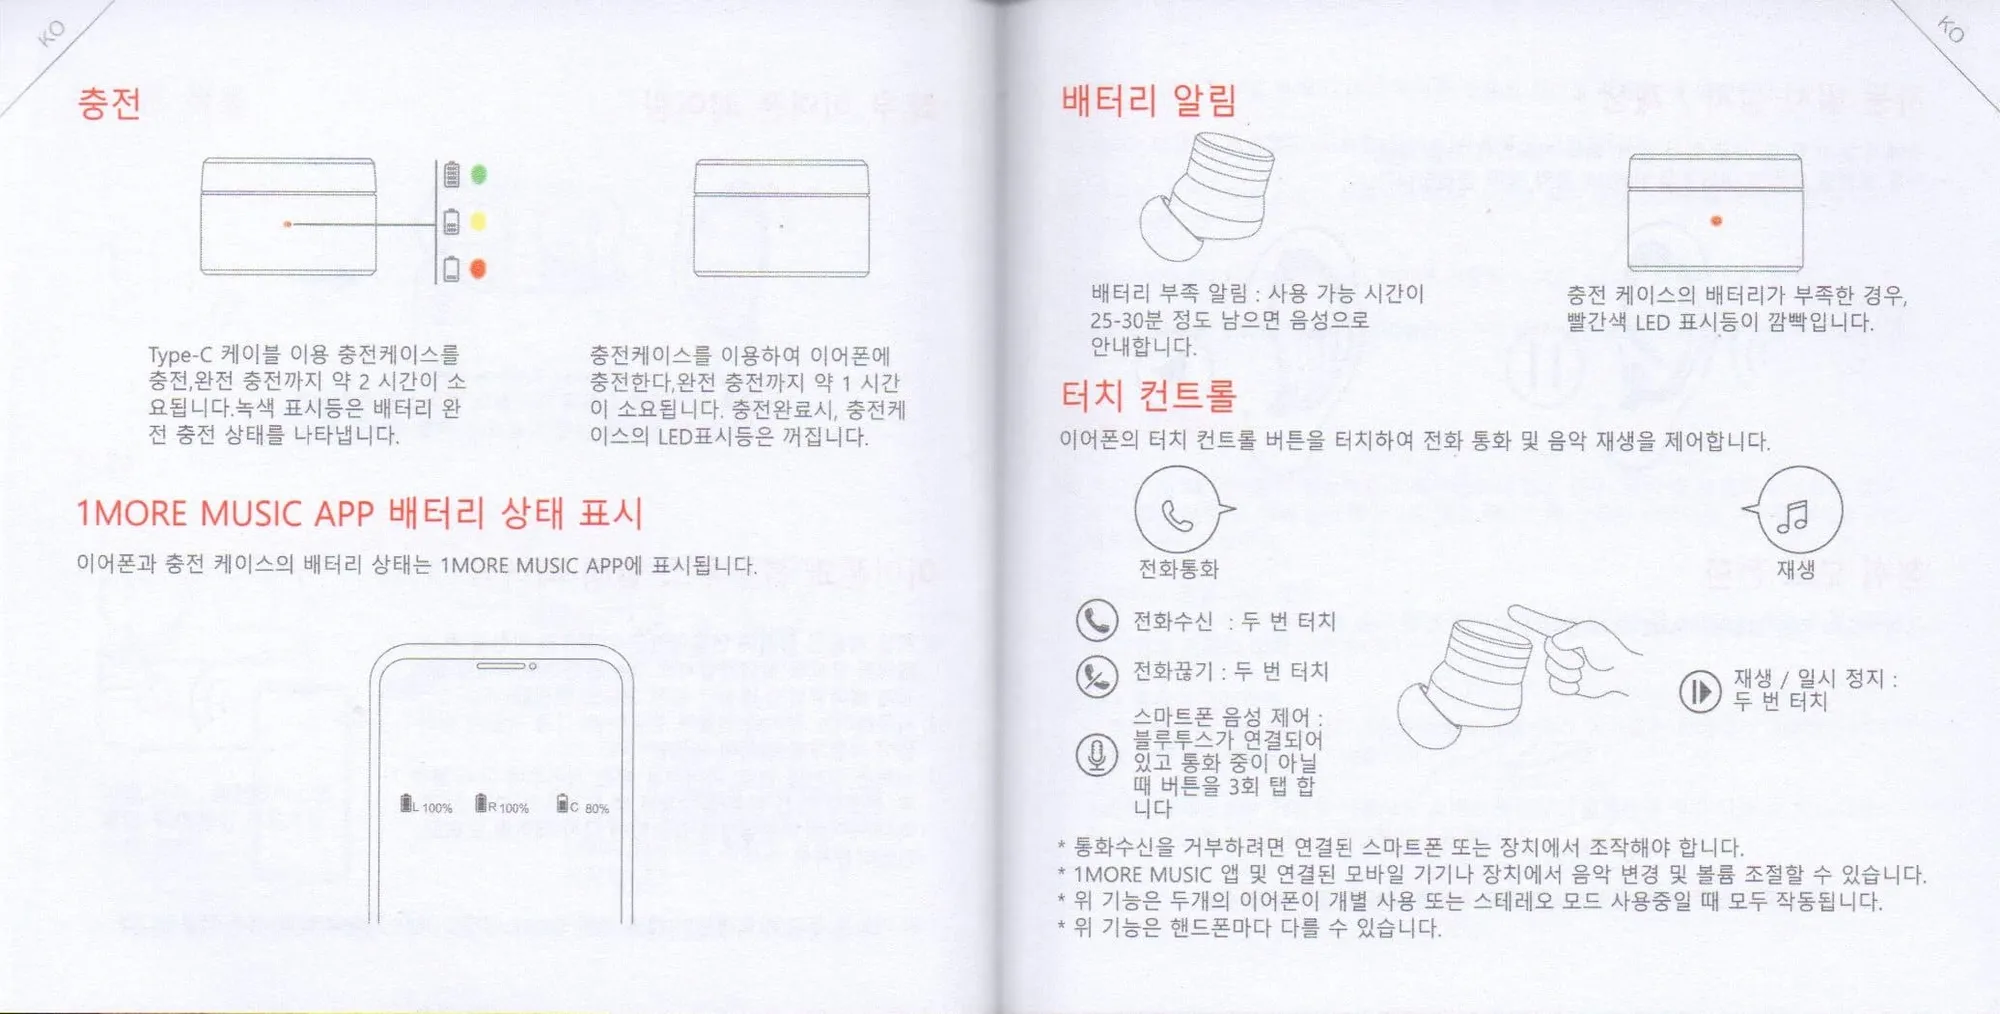 KO
충전
Type-C 케이블 이용 충전케이스를
충전,완전 충전까지 약 2 시간이 소
요됩니다.녹색 표시등은 배터리 완
전 충전 상태를 나타냅니다.
충전케이스를 이용하여 이어폰에
충전한다,완전 충전까지 약 1 시간
이 소요됩니다. 충전완료시, 충전케
이스의 LED표시등은 꺼집니다.
1MORE MUSIC APP 배터리 상태 표시
이어폰과 충전 케이스의 배터리 상태는 1MORE MUSIC APP에 표시됩니다.
L 100% R 100% C 80%
KO
배터리 알림
배터리 부족 알림 : 사용 가능 시간이
25-30분 정도 남으면 음성으로
안내합니다.
충전 케이스의 배터리가 부족한 경우,
빨간색 LED 표시등이 깜빡입니다.
터치 컨트롤
이어폰의 터치 컨트롤 버튼을 터치하여 전화 통화 및 음악 재생을 제어합니다.
전화통화
재생
전화수신 : 두 번 터치
전화끊기 : 두 번 터치
스마트폰 음성 제어 :
블루투스가 연결되어
있고 통화 중이 아닐
때 버튼을 3회 탭 합
니다
재생 / 일시 정지 :
두 번 터치
* 통화수신을 거부하려면 연결된 스마트폰 또는 장치에서 조작해야 합니다.
* 1MORE MUSIC 앱 및 연결된 모바일 기기나 장치에서 음악 변경 및 볼륨 조절할 수 있습니다.
* 위 기능은 두개의 이어폰이 개별 사용 또는 스테레오 모드 사용중일 때 모두 작동됩니다.
* 위 기능은 핸드폰마다 다를 수 있습니다.